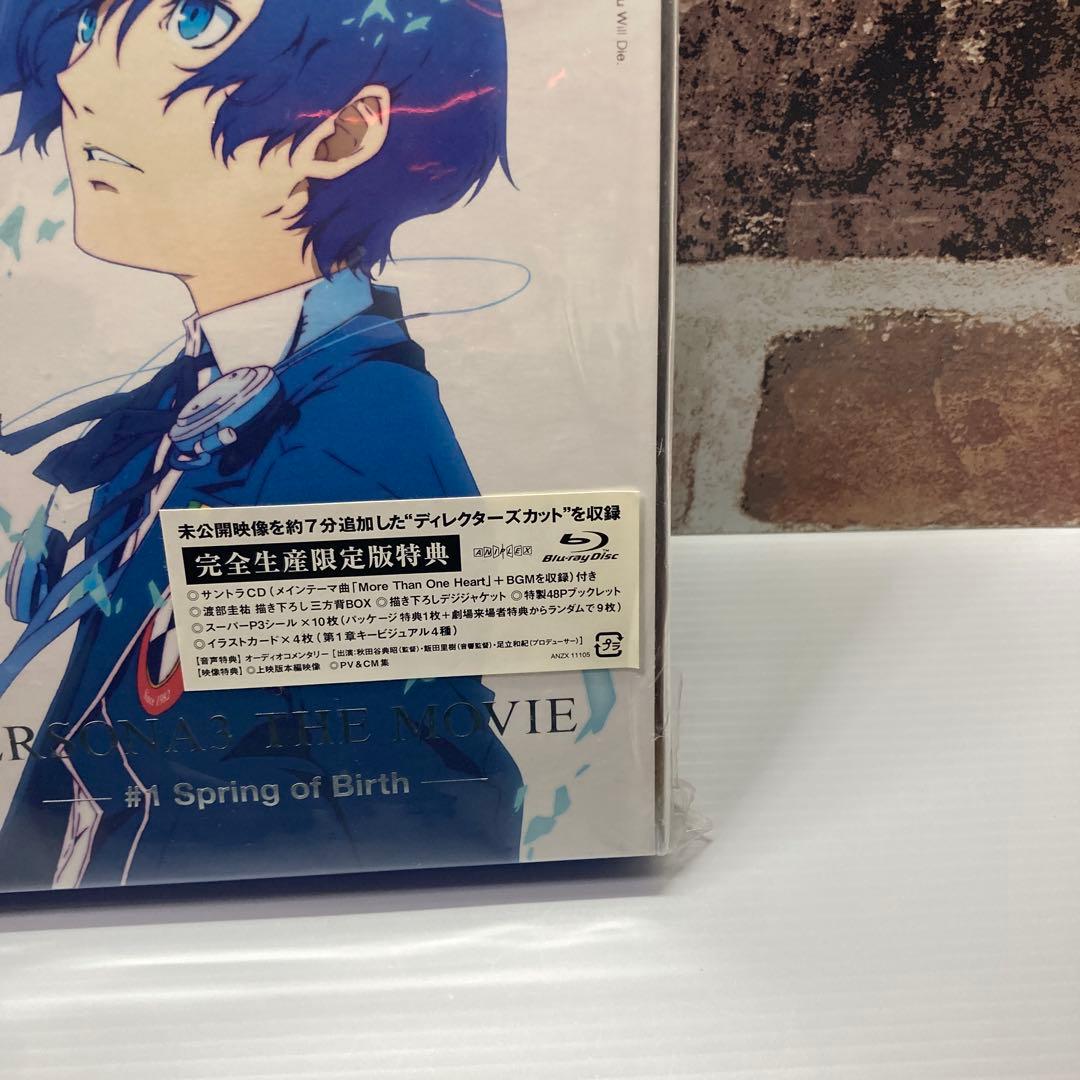 u Will Die.
未公開映像を約7分追加した“ディレクターズカット”を収録
完全生産限定版特典 ANIPLEX Blu-ray Disc™
◎サントラCD(メインテーマ曲「More Than One Heart」+BGMを収録)付き
◎渡部圭祐 描き下ろし三方背BOX ◎描き下ろしデジジャケット ◎特製48Pブックレット
◎スーパーP3シール×10枚(パッケージ特典1枚+劇場来場者特典からランダムで9枚)
◎イラストカード×4枚(第1章キービジュアル4種)
【音声特典】オーディオコメンタリー[出演:秋田谷典昭(監督)・飯田里樹(音響監督)・足立和紀(プロデューサー)]
【映像特典】◎上映版本編映像 ◎PV&CM集
ANZX 11105
プラ
Since 1982
ERSONA3 THE MOVIE
#1 Spring of Birth